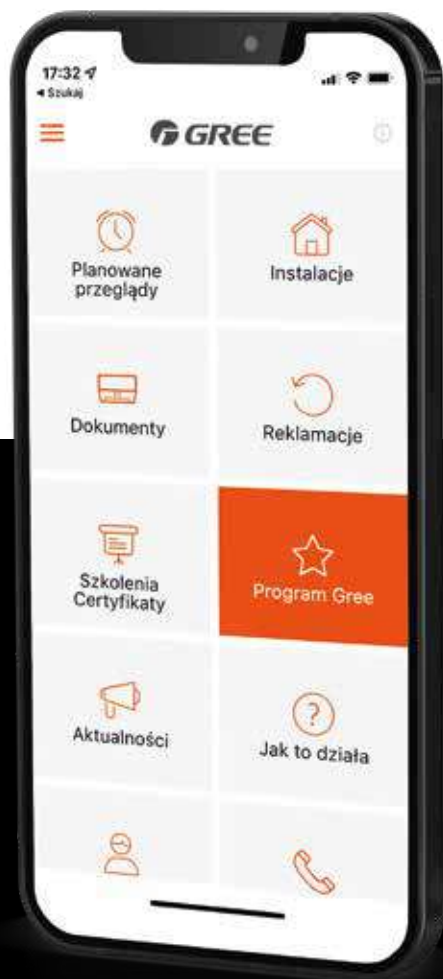 17:32
◄ Szukaj
GREE
Planowane
przeglądy
Instalacje
Dokumenty
Reklamacje
Szkolenia
Certyfikaty
Program Gree
Aktualności
?
Jak to działa